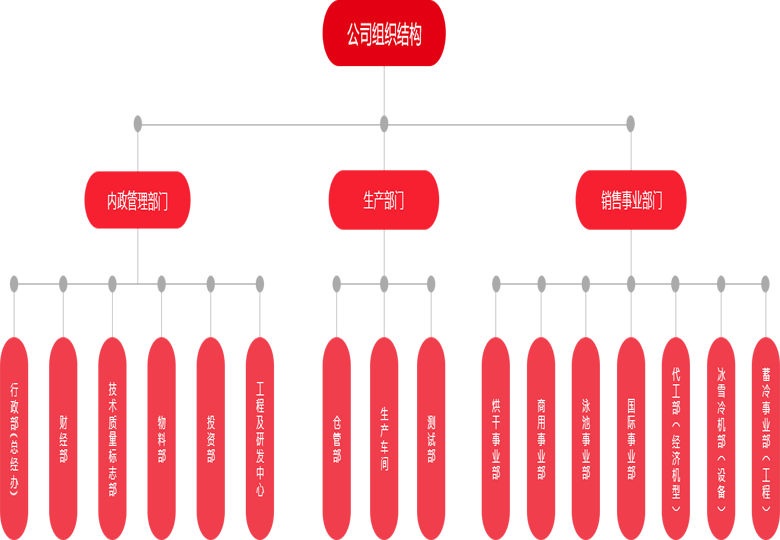 公司组织结构
内政管理部门
生产部门
销售事业部门
行政部(总经办)
财经部
技术质量标志部
物料部
投资部
工程及研发中心
仓管部
生产车间
测试部
烘干事业部
商用事业部
泳池事业部
国际事业部
代工部(经济机型)
冰雪冷机部(设备)
蓄冷事业部(工程)